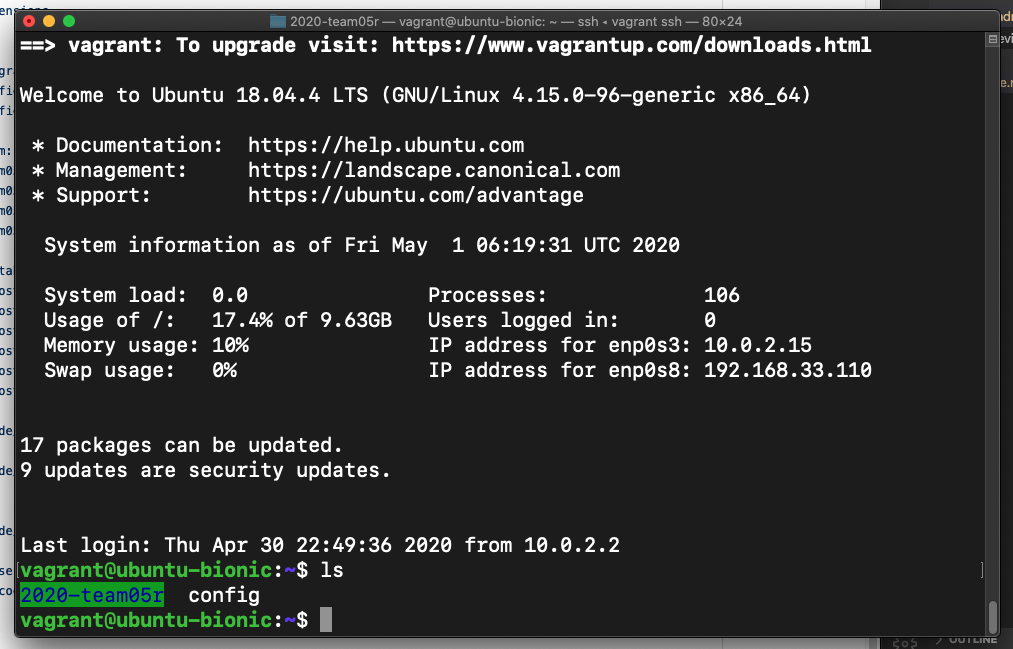 2020-team05r — vagrant@ubuntu-bionic: ~ — ssh ◂ vagrant ssh — 80×24
==> vagrant: To upgrade visit: https://www.vagrantup.com/downloads.html
Welcome to Ubuntu 18.04.4 LTS (GNU/Linux 4.15.0-96-generic x86_64)
* Documentation: https://help.ubuntu.com
* Management: https://landscape.canonical.com
* Support: https://ubuntu.com/advantage
System information as of Fri May 1 06:19:31 UTC 2020
System load: 0.0 Processes: 106
Usage of /: 17.4% of 9.63GB Users logged in: 0
Memory usage: 10% IP address for enp0s3: 10.0.2.15
Swap usage: 0% IP address for enp0s8: 192.168.33.110
17 packages can be updated.
9 updates are security updates.
Last login: Thu Apr 30 22:49:36 2020 from 10.0.2.2
[vagrant@ubuntu-bionic:~$ ls ]
2020-team05r config
vagrant@ubuntu-bionic:~$
OUTLINE